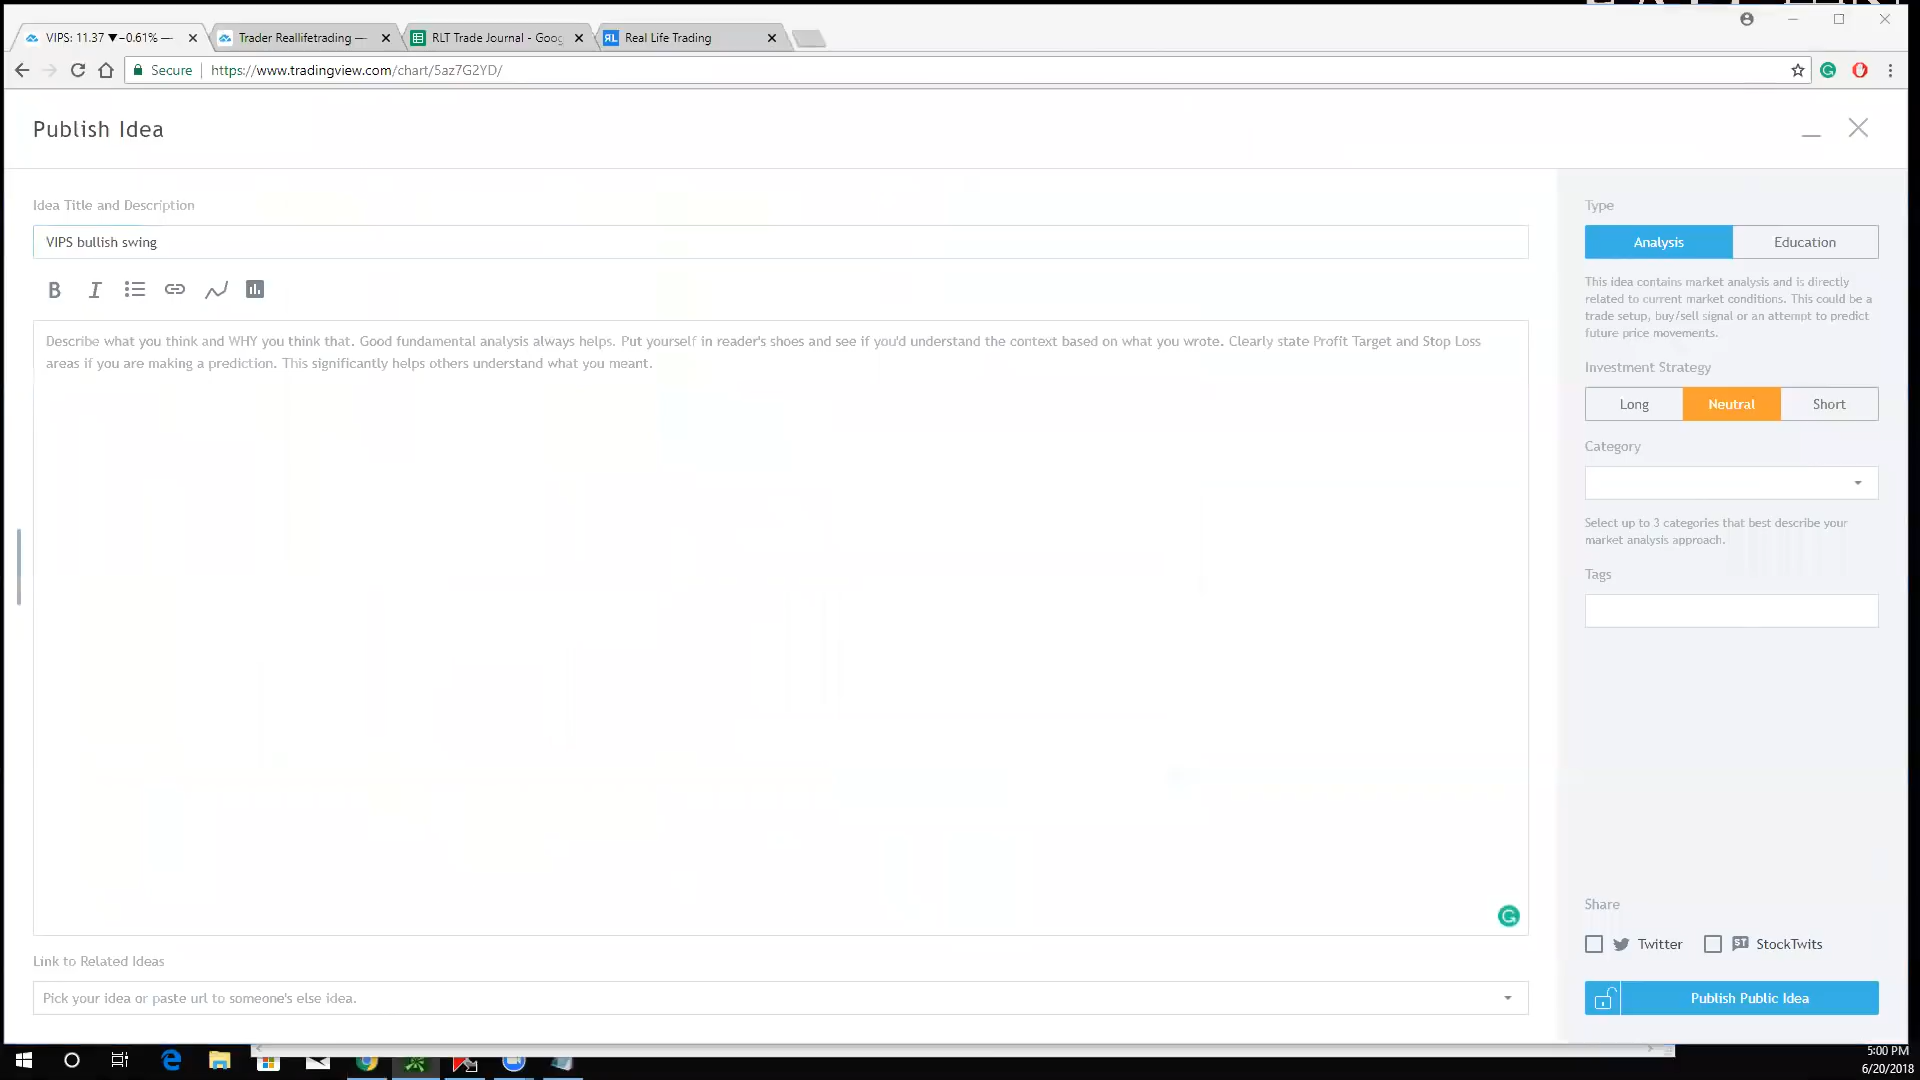 VIPS: 11.37 ▼−0.61% —
Trader Reallifetrading —
RLT Trade Journal - Goog
Real Life Trading
Secure https://www.tradingview.com/chart/5az7G2YD/
Publish Idea
Idea Title and Description
VIPS bullish swing
B I
Describe what you think and WHY you think that. Good fundamental analysis always helps. Put yourself in reader's shoes and see if you'd understand the context based on what you wrote. Clearly state Profit Target and Stop Loss
areas if you are making a prediction. This significantly helps others understand what you meant.
Link to Related Ideas
Pick your idea or paste url to someone's else idea.
Type
Analysis Education
This idea contains market analysis and is directly
related to current market conditions. This could be a
trade setup, buy/sell signal or an attempt to predict
future price movements.
Investment Strategy
Long Neutral Short
Category
Select up to 3 categories that best describe your
market analysis approach.
Tags
Share
Twitter ST StockTwits
Publish Public Idea
5:00 PM
6/20/2018